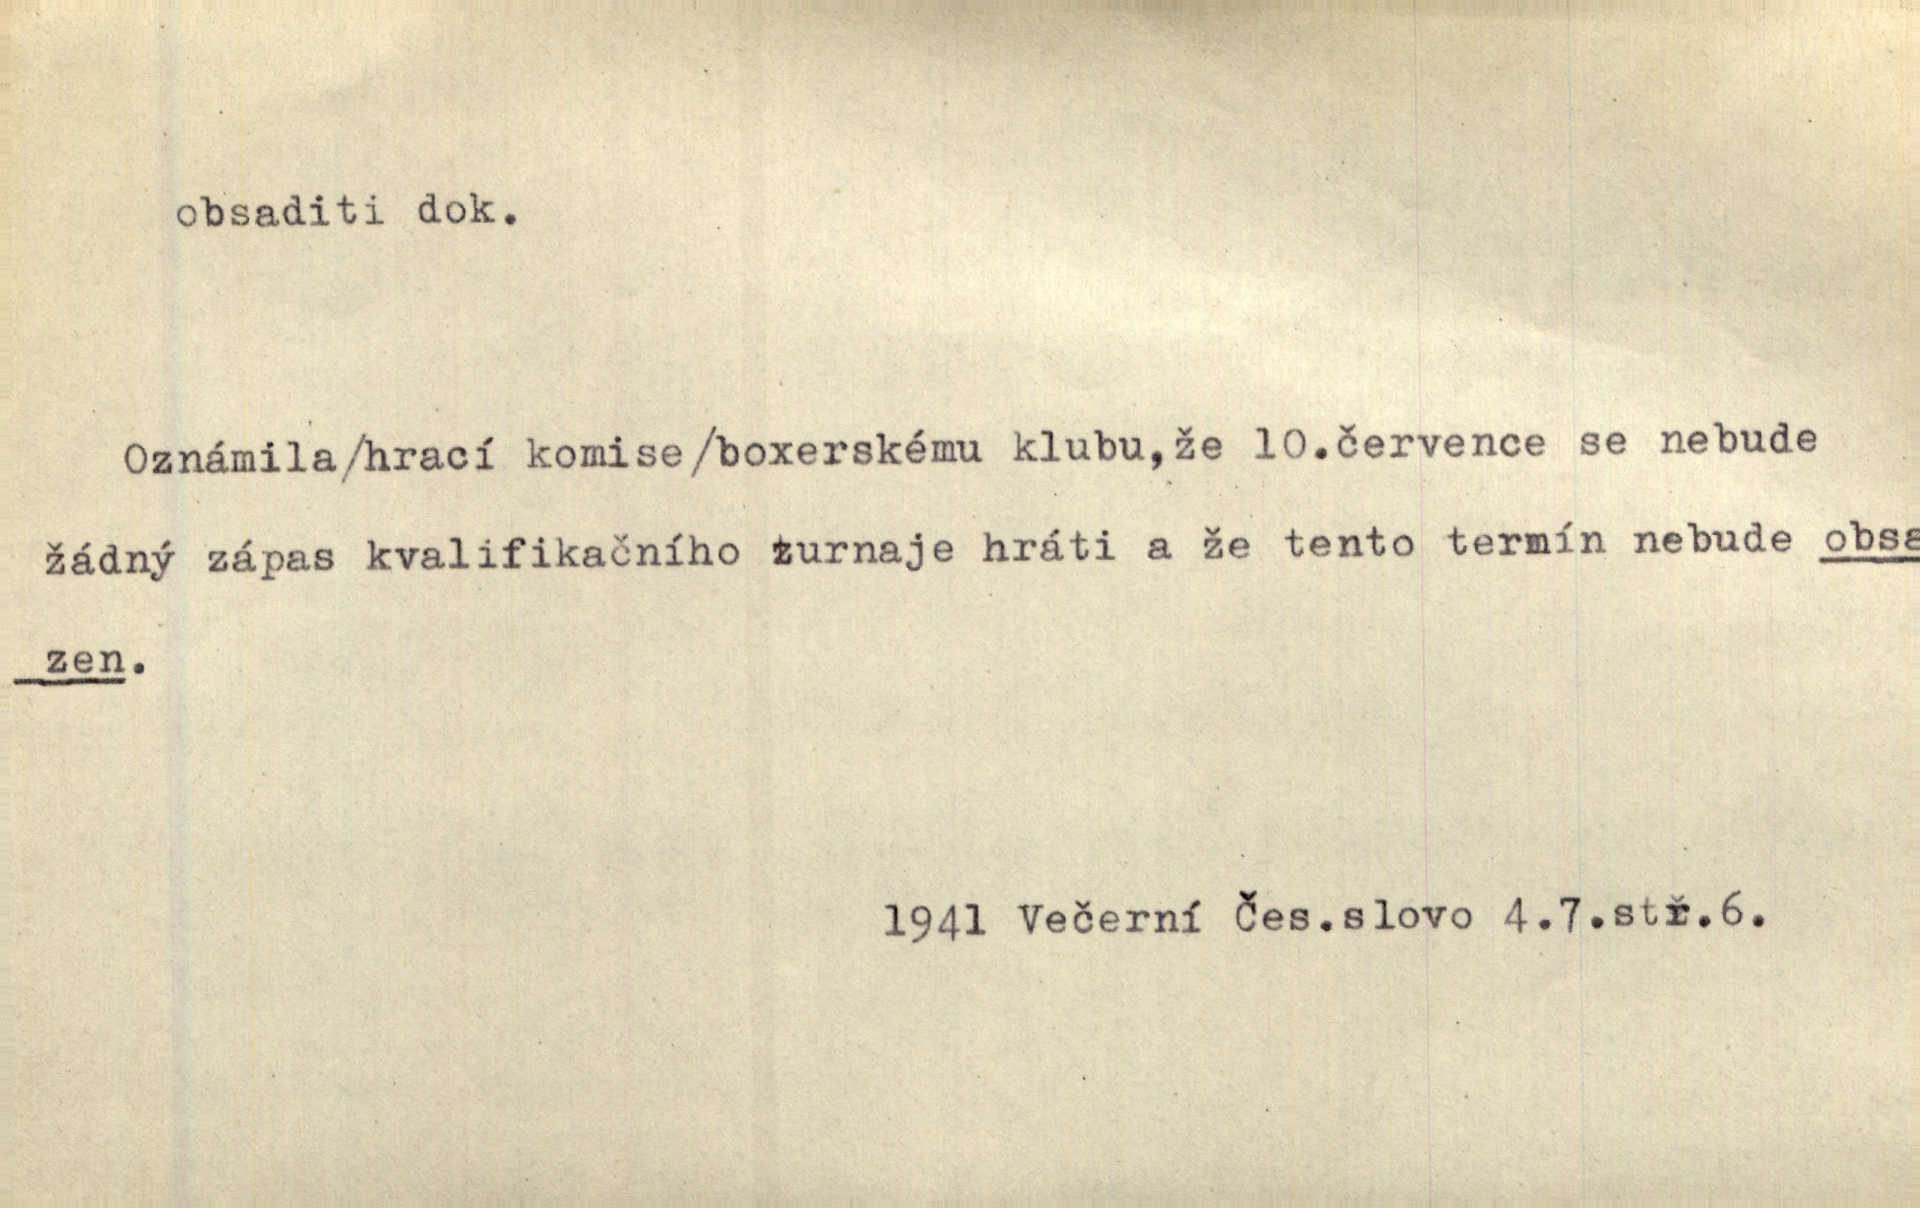 obsaditi dok.
Oznámila/hrací komise/boxerskému klubu,že 10.července se nebude
žádný zápas kvalifikačního turnaje hráti a že tento termín nebude obsa
zen.
1941 Večerní Čes.slovo 4.7.stř.6.